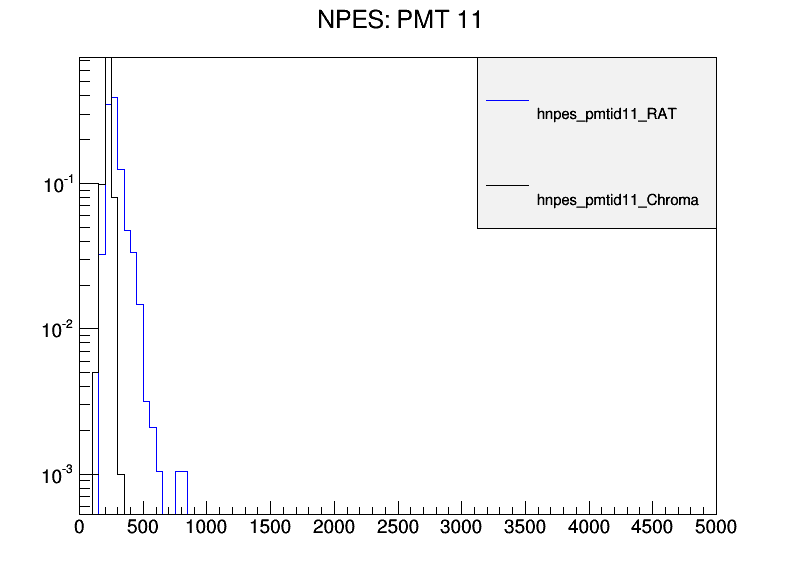 NPES: PMT 11
hnpes_pmtid11_RAT
hnpes_pmtid11_Chroma
10^-1
10^-2
10^-3
0 500 1000 1500 2000 2500 3000 3500 4000 4500 5000